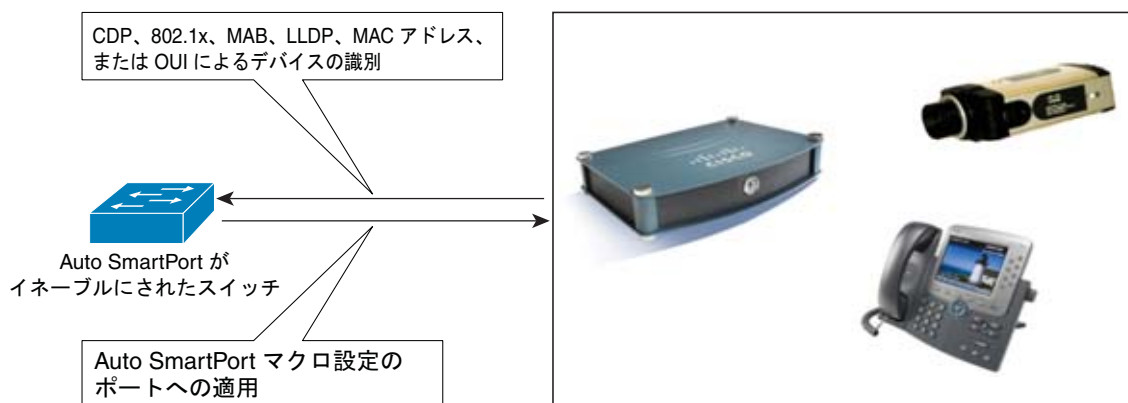 CDP、802.1x、MAB、LLDP、MAC アドレス、
または OUI によるデバイスの識別
CISCO
Auto SmartPort が
イネーブルにされたスイッチ
Auto SmartPort マクロ設定の
ポートへの適用